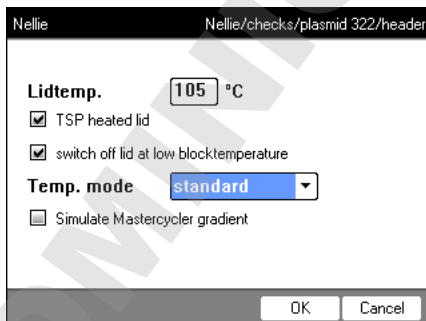 Nellie Nellie/checks/plasmid 322/header
Lidtemp. 105 °C
TSP heated lid
switch off lid at low blocktemperature
Temp. mode standard
Simulate Mastercycler gradient
OK Cancel